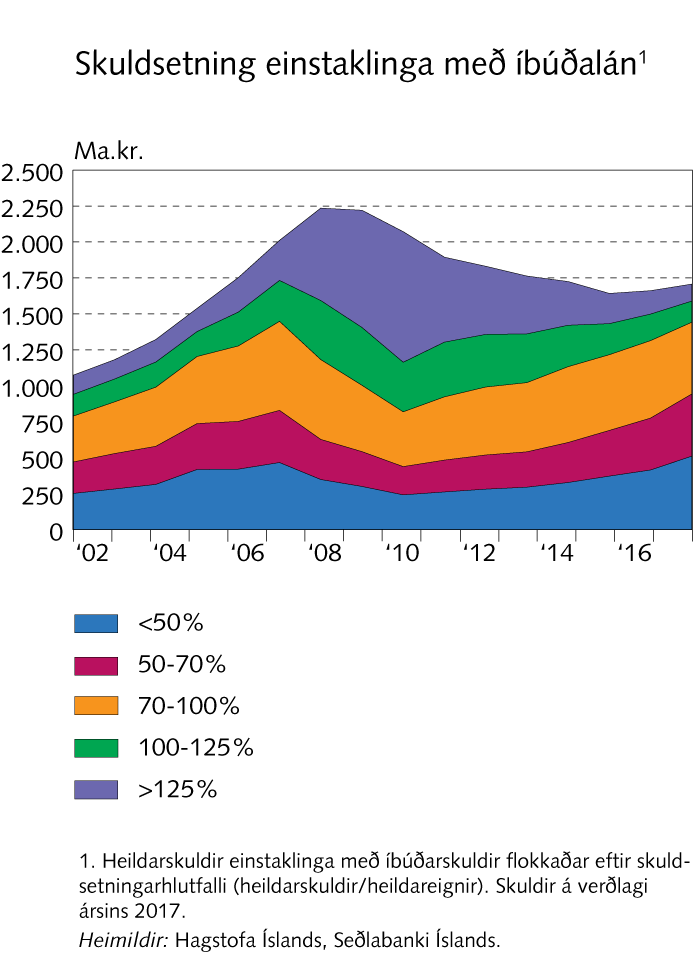 Skuldsetning einstaklinga með íbúðalán¹
Ma.kr.
2.500
2.250
2.000
1.750
1.500
1.250
1.000
750
500
250
0
‘02 ‘04 ‘06 ‘08 ‘10 ‘12 ‘14 ‘16
<50%
50-70%
70-100%
100-125%
>125%
1. Heildarskuldir einstaklinga með íbúðarskuldir flokkaðar eftir skuld-
setningarhlutfalli (heildarskuldir/heildareignir). Skuldir á verðlagi
ársins 2017.
Heimildir: Hagstofa Íslands, Seðlabanki Íslands.